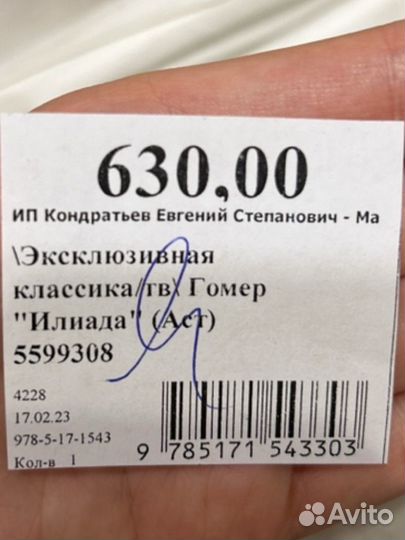 630,00
ИП Кондратьев Евгений Степанович - Ма
\Эксклюзивная
классика/тв\ Гомер
"Илиада" (Аст)
5599308
4228
17.02.23
978-5-17-1543
Кол-в 1
9 785171 543303
Avito